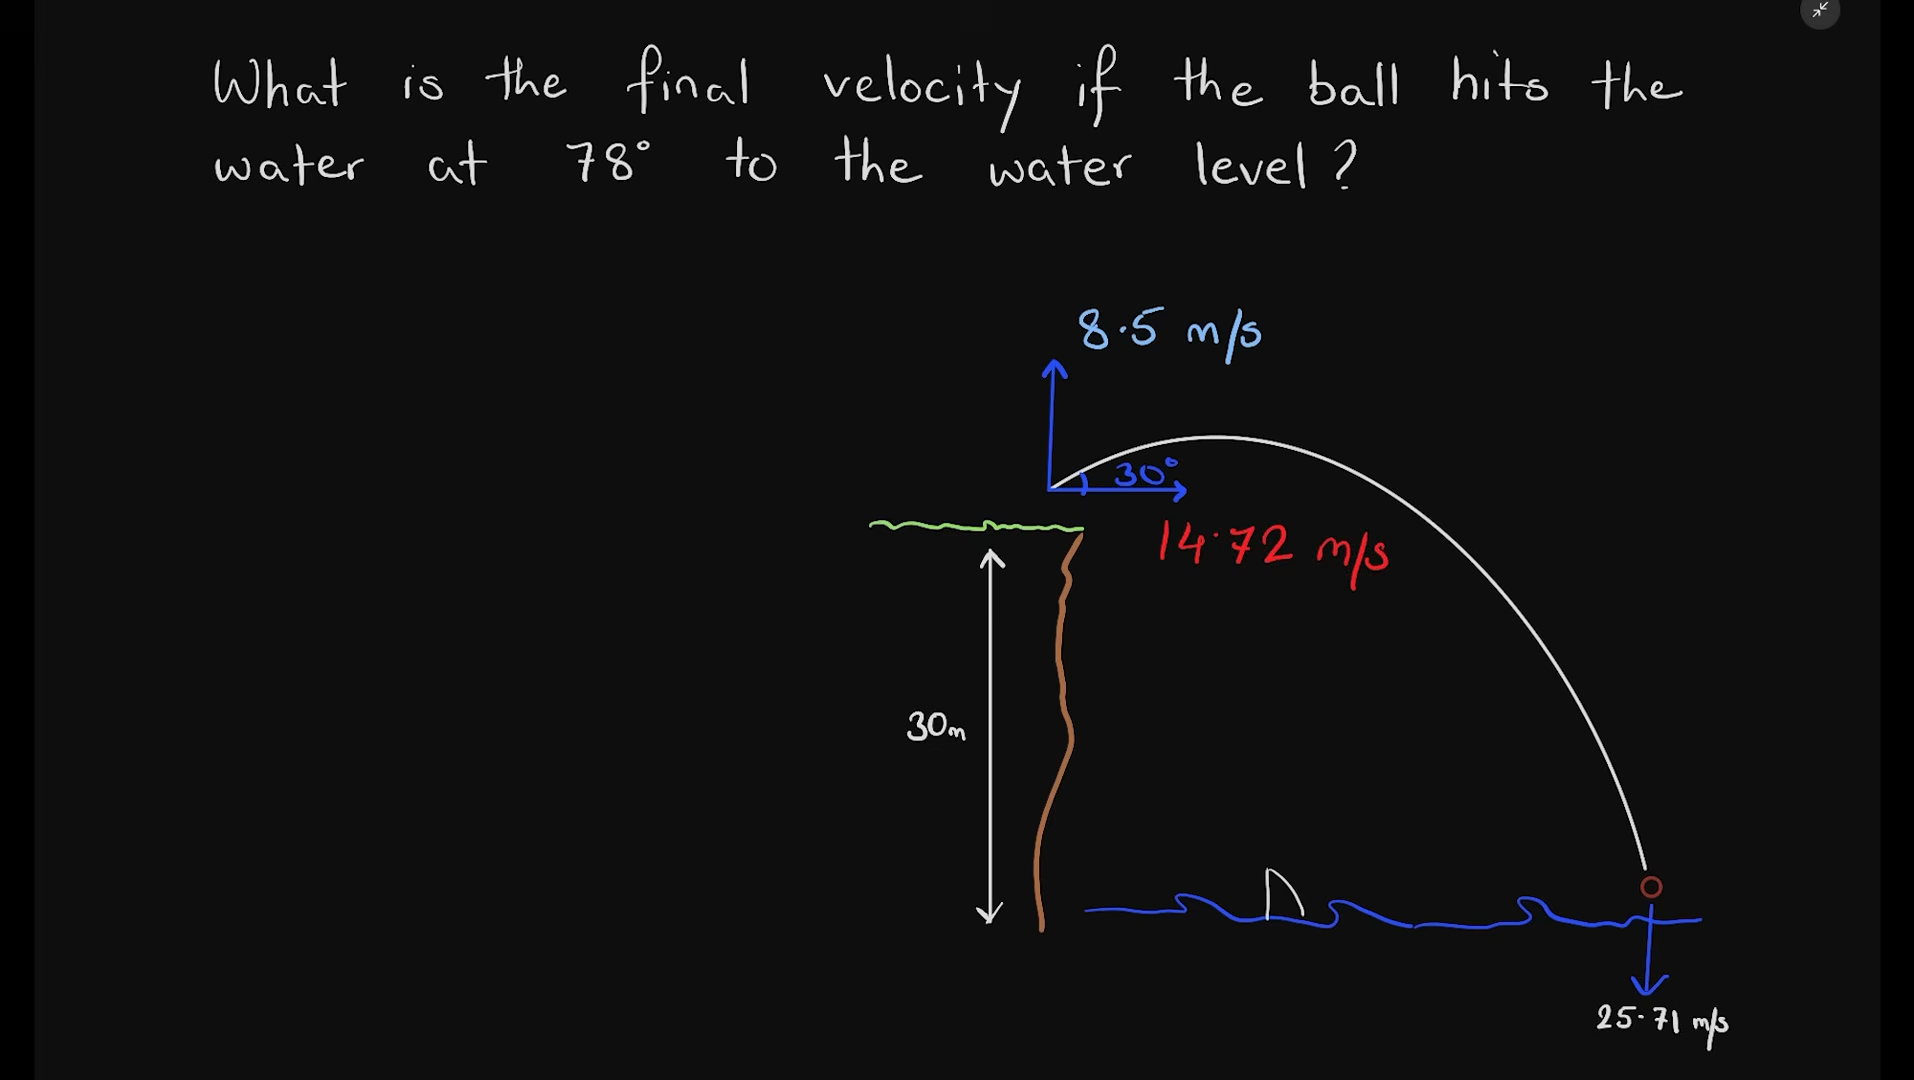 What is the final velocity if the ball hits the
water at 78° to the water level?
8.5 m/s
30°
14.72 m/s
30m
25.71 m/s